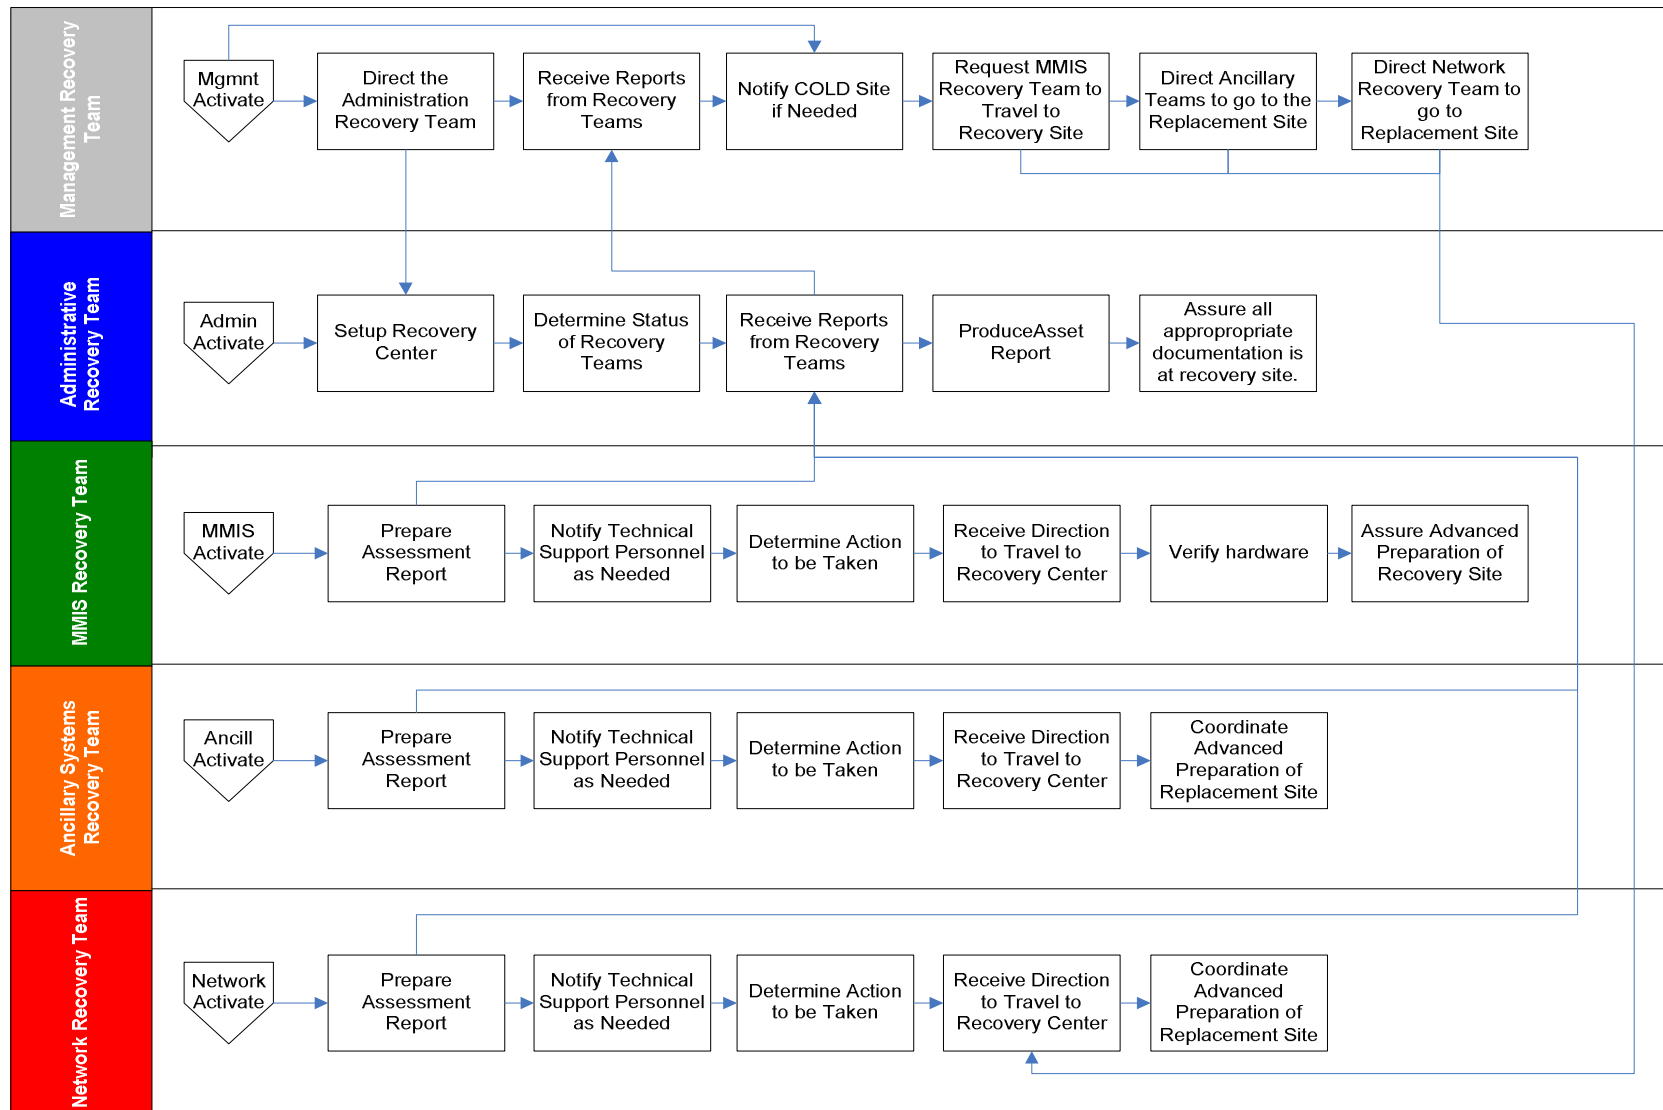 Management Recovery
Team
Mgmnt
Activate
Direct the
Administration
Recovery Team
Receive Reports
from Recovery
Teams
Notify COLD Site
if Needed
Request MMIS
Recovery Team to
Travel to
Recovery Site
Direct Ancillary
Teams to go to the
Replacement Site
Direct Network
Recovery Team to
go to
Replacement Site
Administrative
Recovery Team
Admin
Activate
Setup Recovery
Center
Determine Status
of Recovery
Teams
Receive Reports
from Recovery
Teams
ProduceAsset
Report
Assure all
appropropriate
documentation is
at recovery site.
MMIS Recovery Team
MMIS
Activate
Prepare
Assessment
Report
Notify Technical
Support Personnel
as Needed
Determine Action
to be Taken
Receive Direction
to Travel to
Recovery Center
Verify hardware
Assure Advanced
Preparation of
Recovery Site
Ancillary Systems
Recovery Team
Ancill
Activate
Prepare
Assessment
Report
Notify Technical
Support Personnel
as Needed
Determine Action
to be Taken
Receive Direction
to Travel to
Recovery Center
Coordinate
Advanced
Preparation of
Replacement Site
Network Recovery Team
Network
Activate
Prepare
Assessment
Report
Notify Technical
Support Personnel
as Needed
Determine Action
to be Taken
Receive Direction
to Travel to
Recovery Center
Coordinate
Advanced
Preparation of
Replacement Site